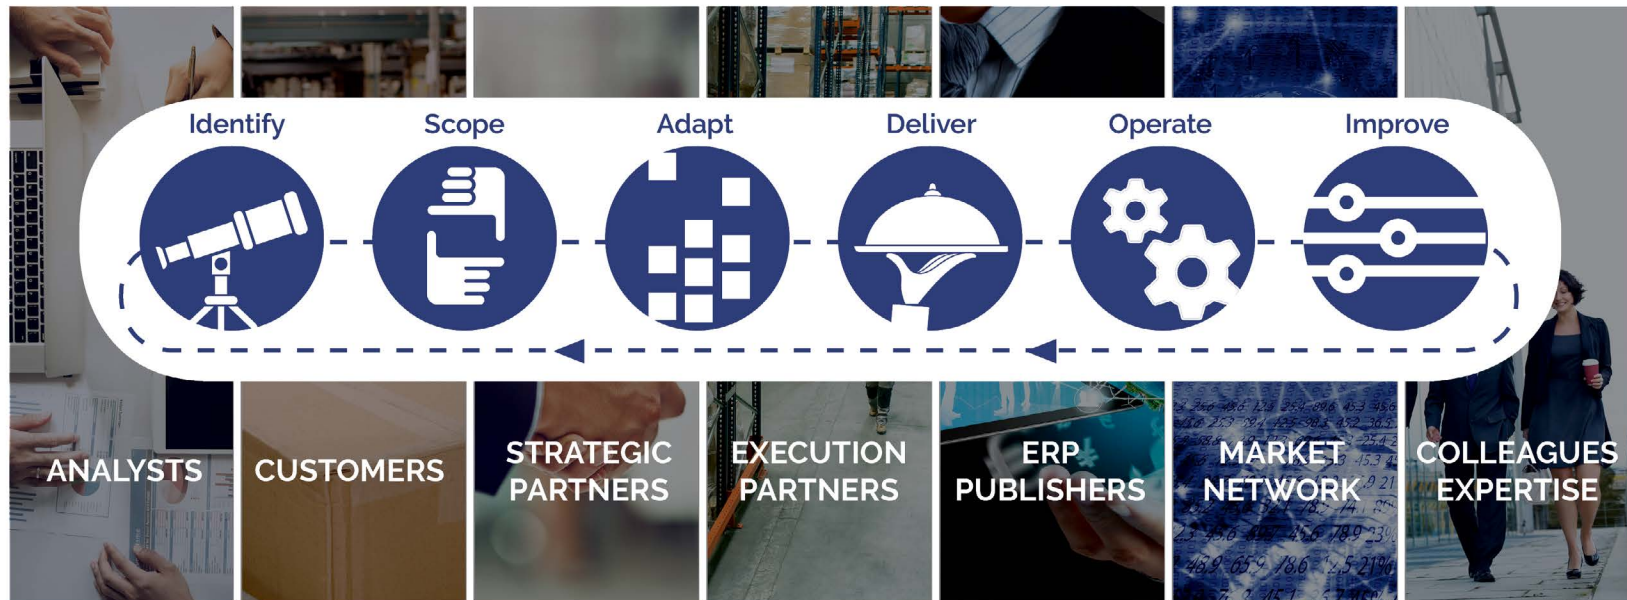 Identify
Scope
Adapt
Deliver
Operate
Improve
ANALYSTS
CUSTOMERS
STRATEGIC
PARTNERS
EXECUTION
PARTNERS
ERP
PUBLISHERS
MARKET
NETWORK
COLLEAGUES
EXPERTISE